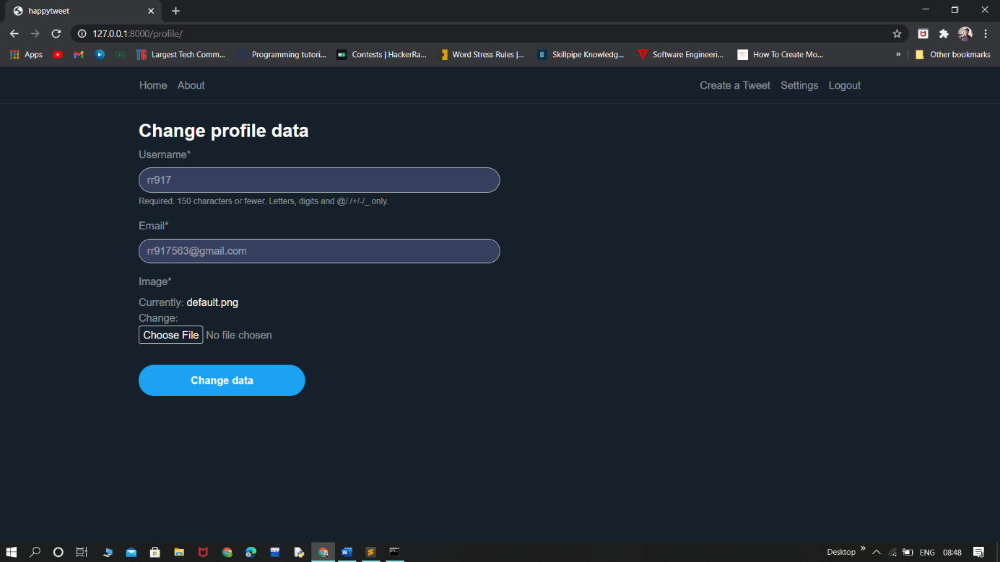 happytweet
127.0.0.1:8000/profile/
Apps
Largest Tech Comm...
Programming tutori...
Contests | HackerRa...
Word Stress Rules |...
Skillpipe Knowledg...
Software Engineeri...
How To Create Mo...
»
Other bookmarks
Home About Create a Tweet Settings Logout
Change profile data
Username*
rr917
Required. 150 characters or fewer. Letters, digits and @/./+/-/_ only.
Email*
rr917563@gmail.com
Image*
Currently: default.png
Change:
Choose File No file chosen
Change data
Desktop » ENG 08:48